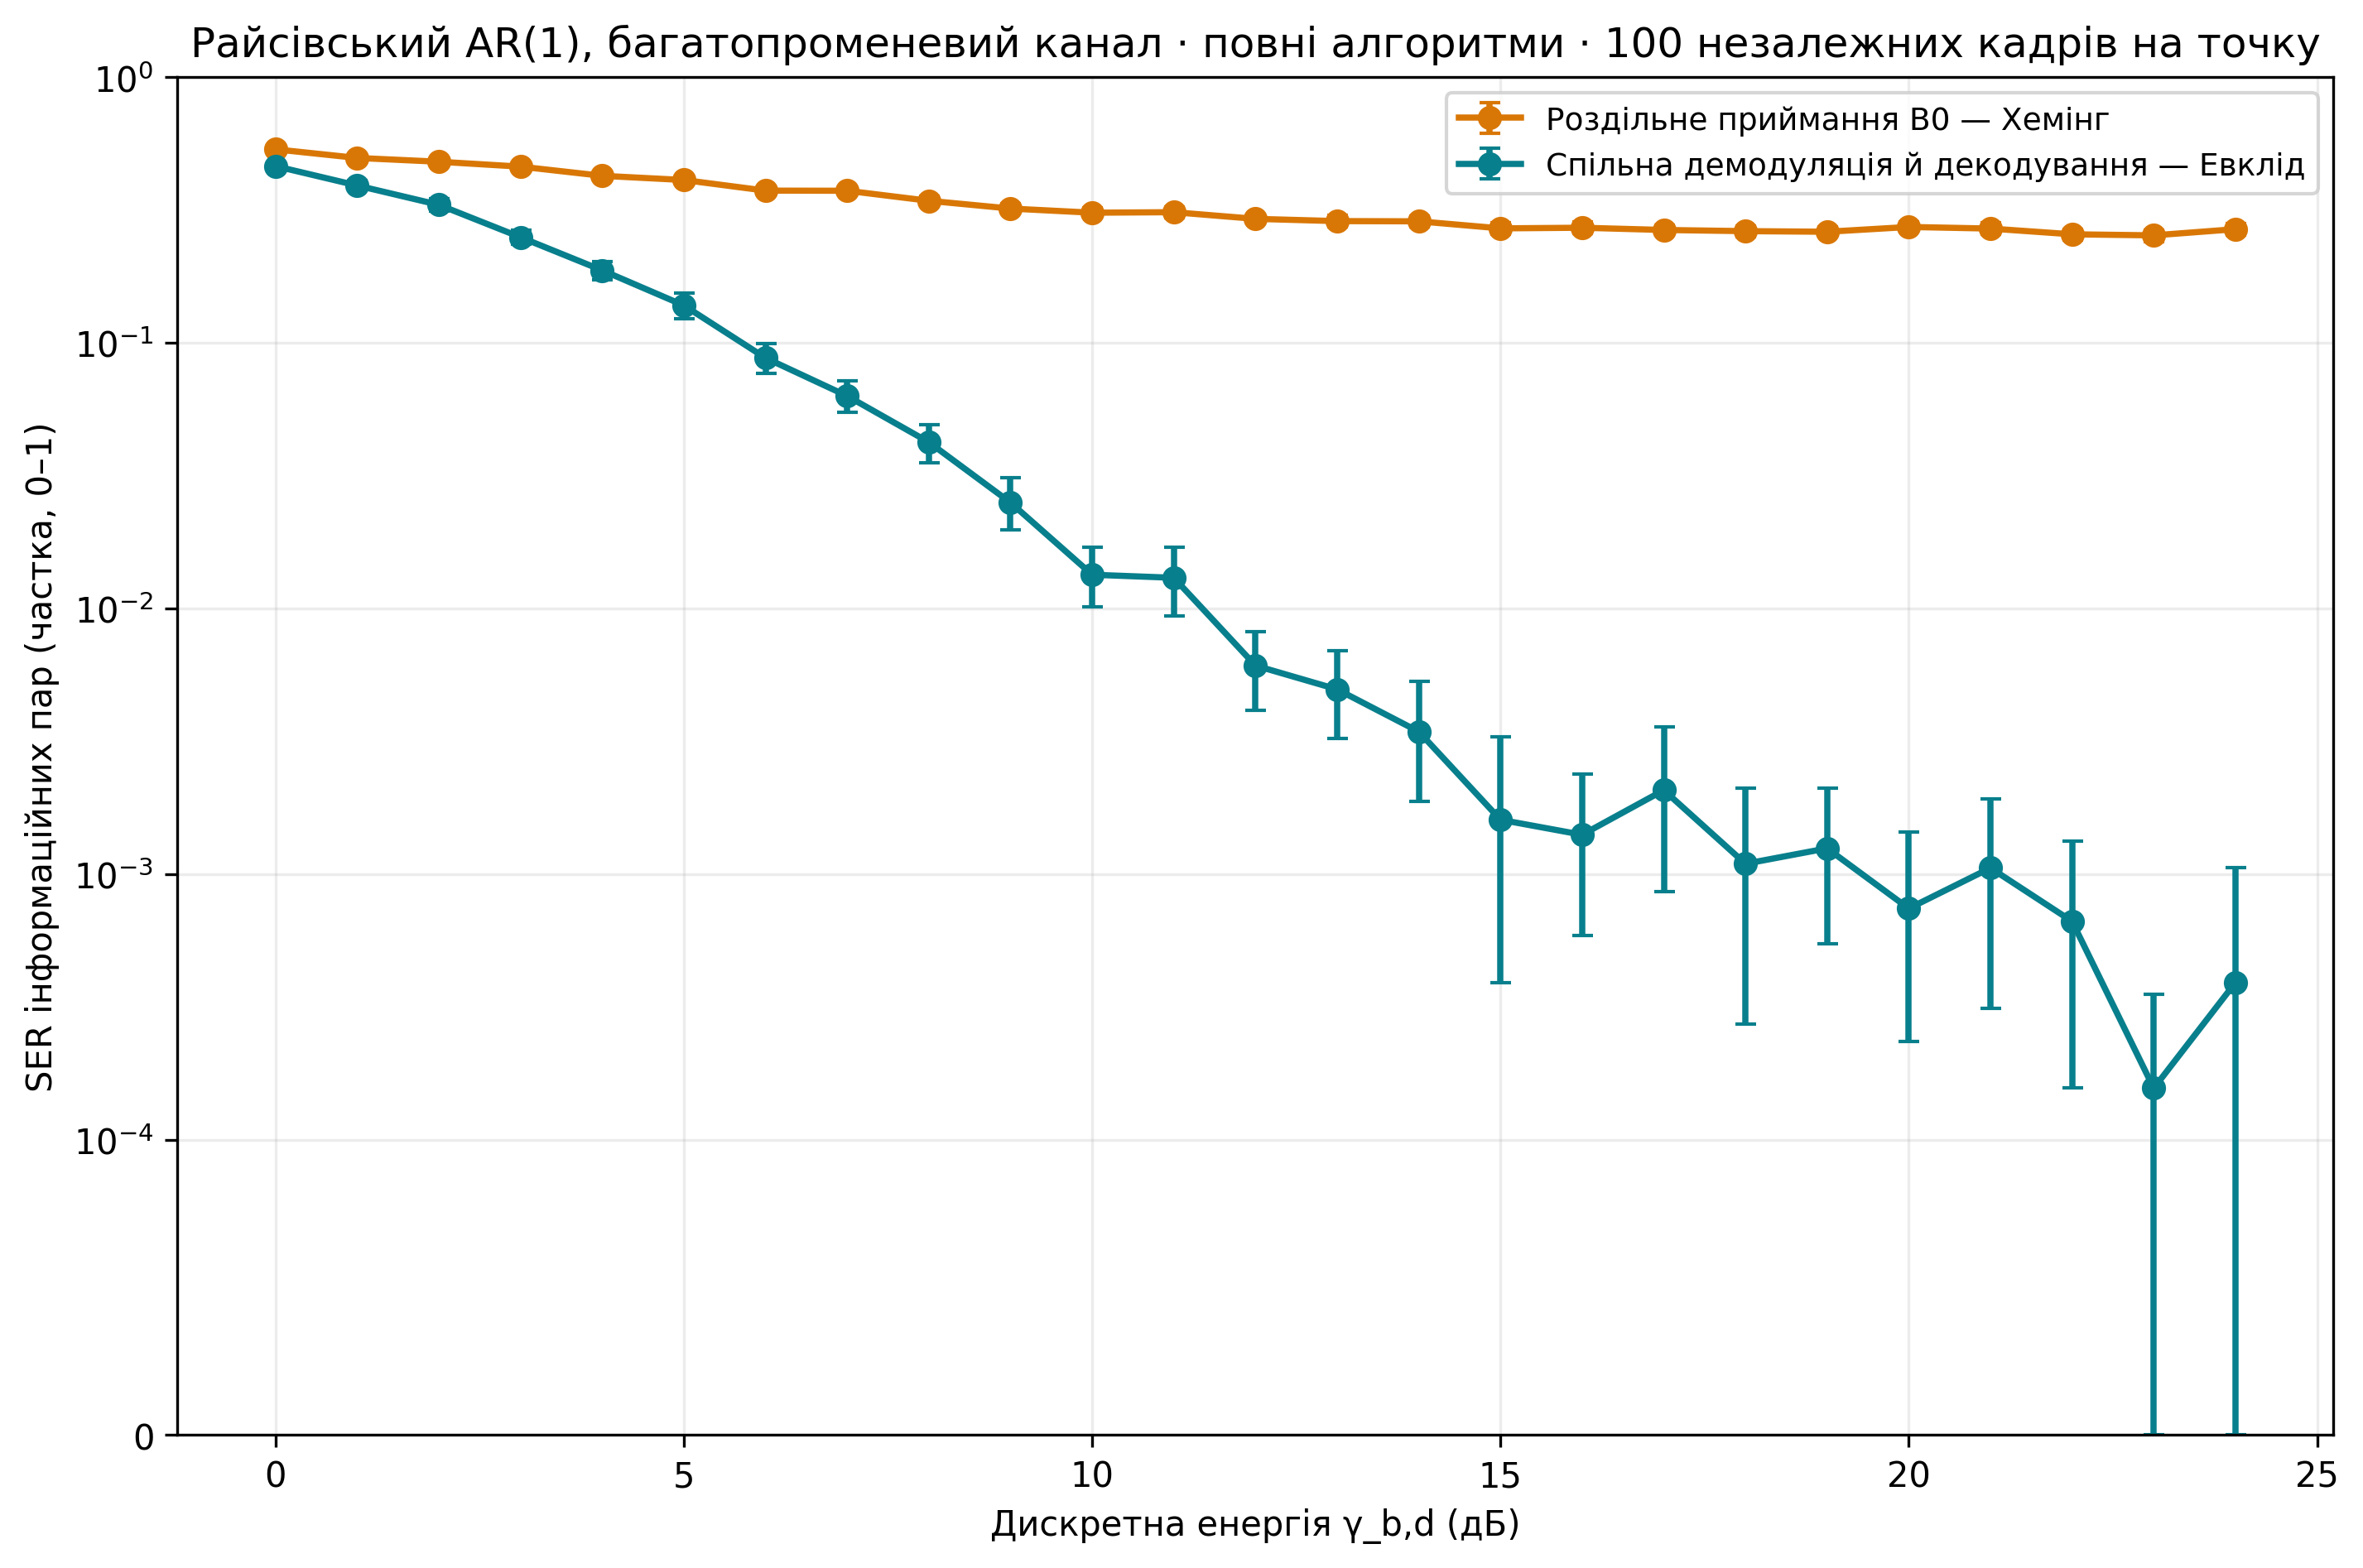 Райсівський AR(1), багатопроменевий канал · повні алгоритми · 100 незалежних кадрів на точку
Роздільне приймання B0 — Хемінг
Спільна демодуляція й декодування — Евклід
SER інформаційних пар (частка, 0–1)
10⁰
10⁻¹
10⁻²
10⁻³
10⁻⁴
0
0 5 10 15 20 25
Дискретна енергія γ_b,d (дБ)